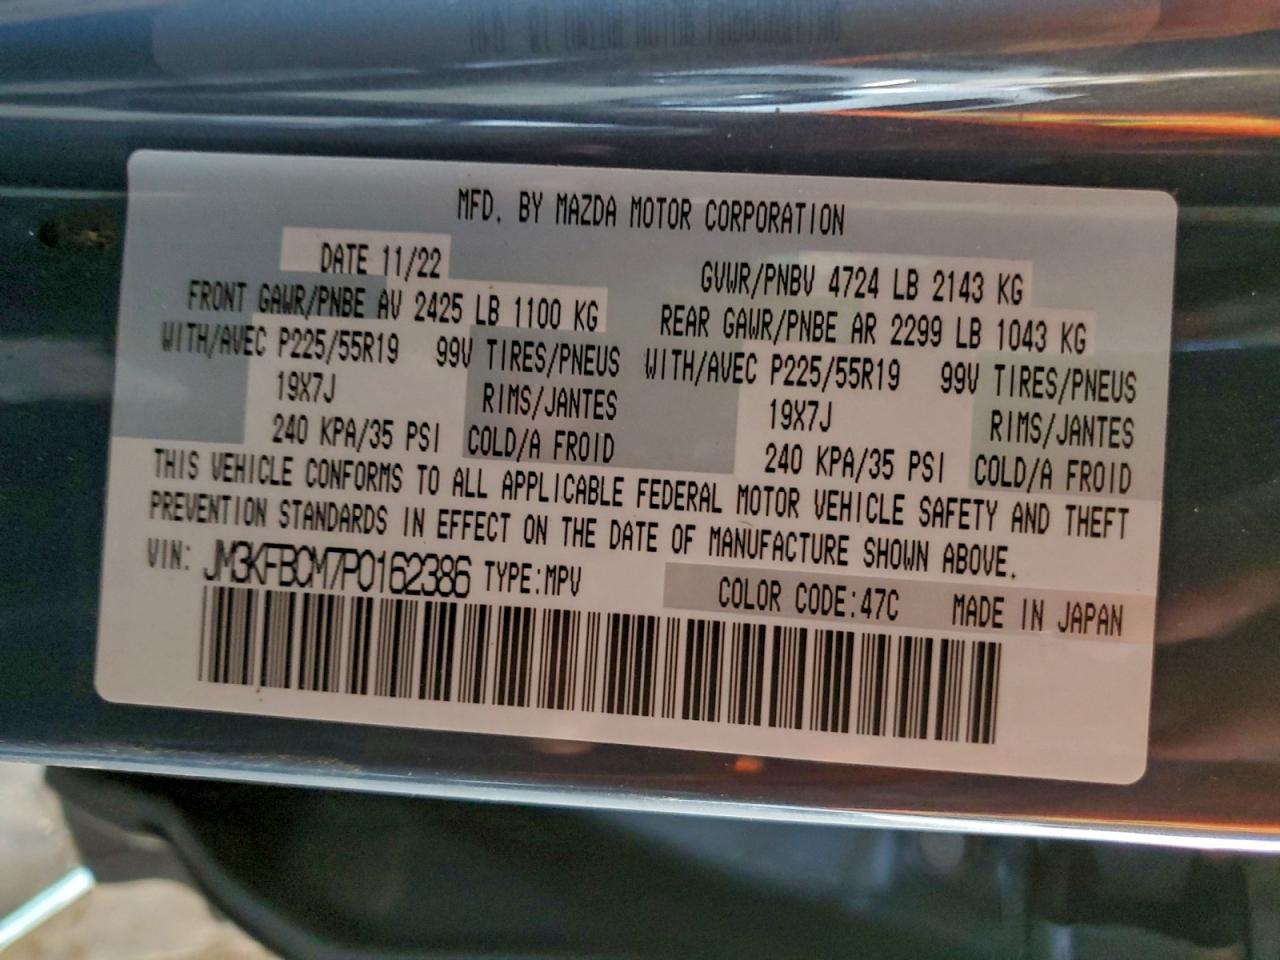 MFD. BY MAZDA MOTOR CORPORATION
DATE 11/22 GVWR/PNBV 4724 LB 2143 KG
FRONT GAWR/PNBE AV 2425 LB 1100 KG REAR GAWR/PNBE AR 2299 LB 1043 KG
WITH/AVEC P225/55R19 99V TIRES/PNEUS WITH/AVEC P225/55R19 99V TIRES/PNEUS
19X7J RIMS/JANTES 19X7J RIMS/JANTES
240 KPA/35 PSI COLD/A FROID 240 KPA/35 PSI COLD/A FROID
THIS VEHICLE CONFORMS TO ALL APPLICABLE FEDERAL MOTOR VEHICLE SAFETY AND THEFT
PREVENTION STANDARDS IN EFFECT ON THE DATE OF MANUFACTURE SHOWN ABOVE.
VIN: JM3KFBCM7P0162386 TYPE:MPV COLOR CODE:47C MADE IN JAPAN